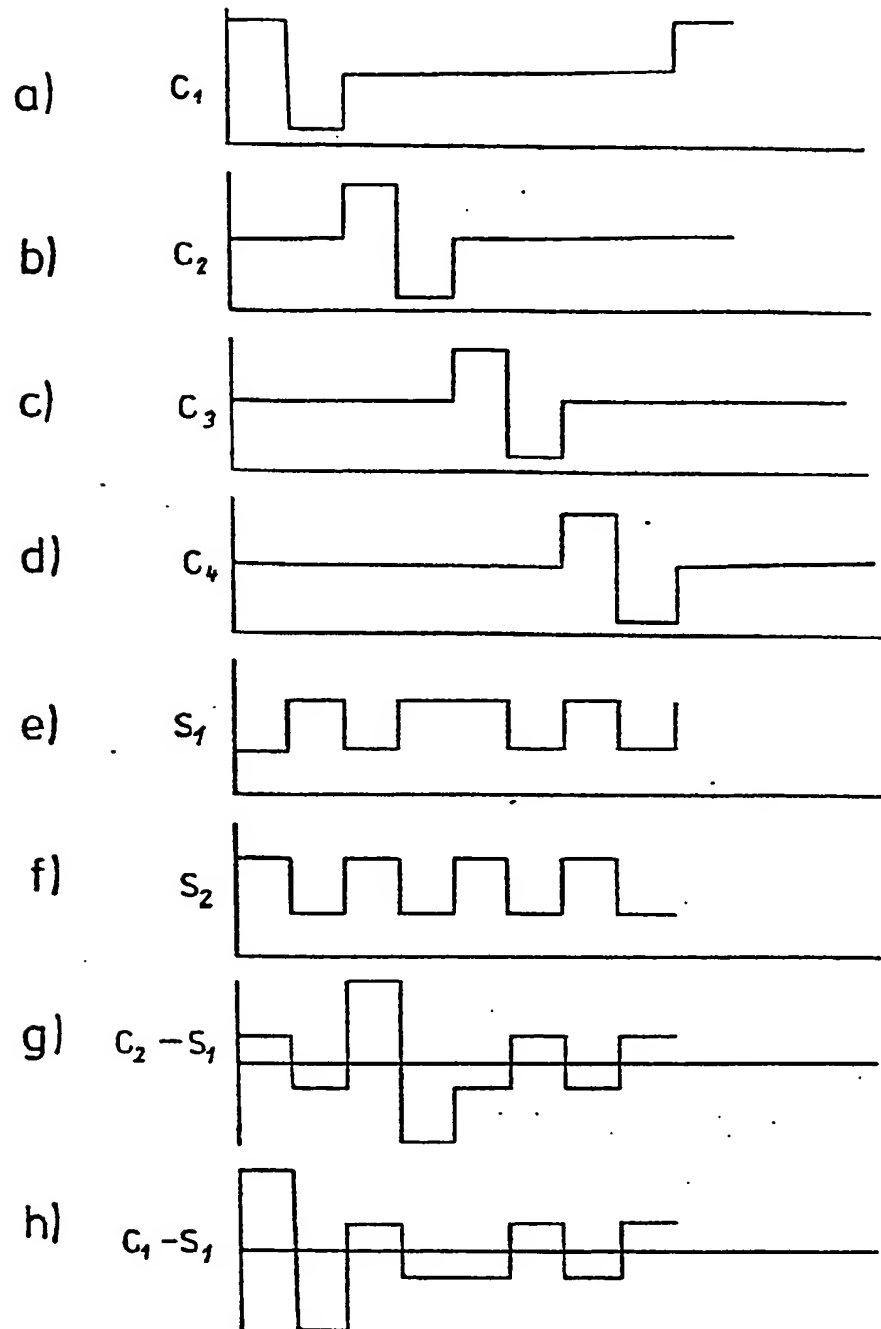 a) C₁
b) C₂
c) C₃
d) C₄
e) S₁
f) S₂
g) C₂ – S₁
h) C₁ – S₁